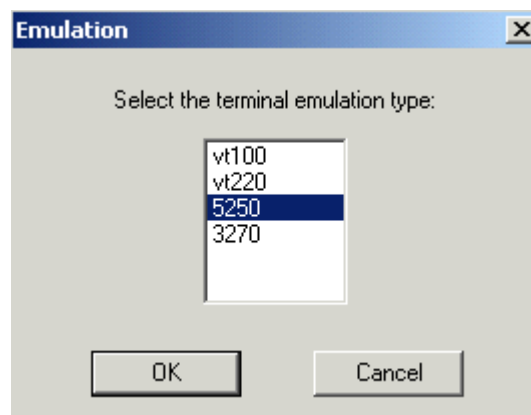 Emulation
Select the terminal emulation type:
vt100
vt220
5250
3270
OK
Cancel